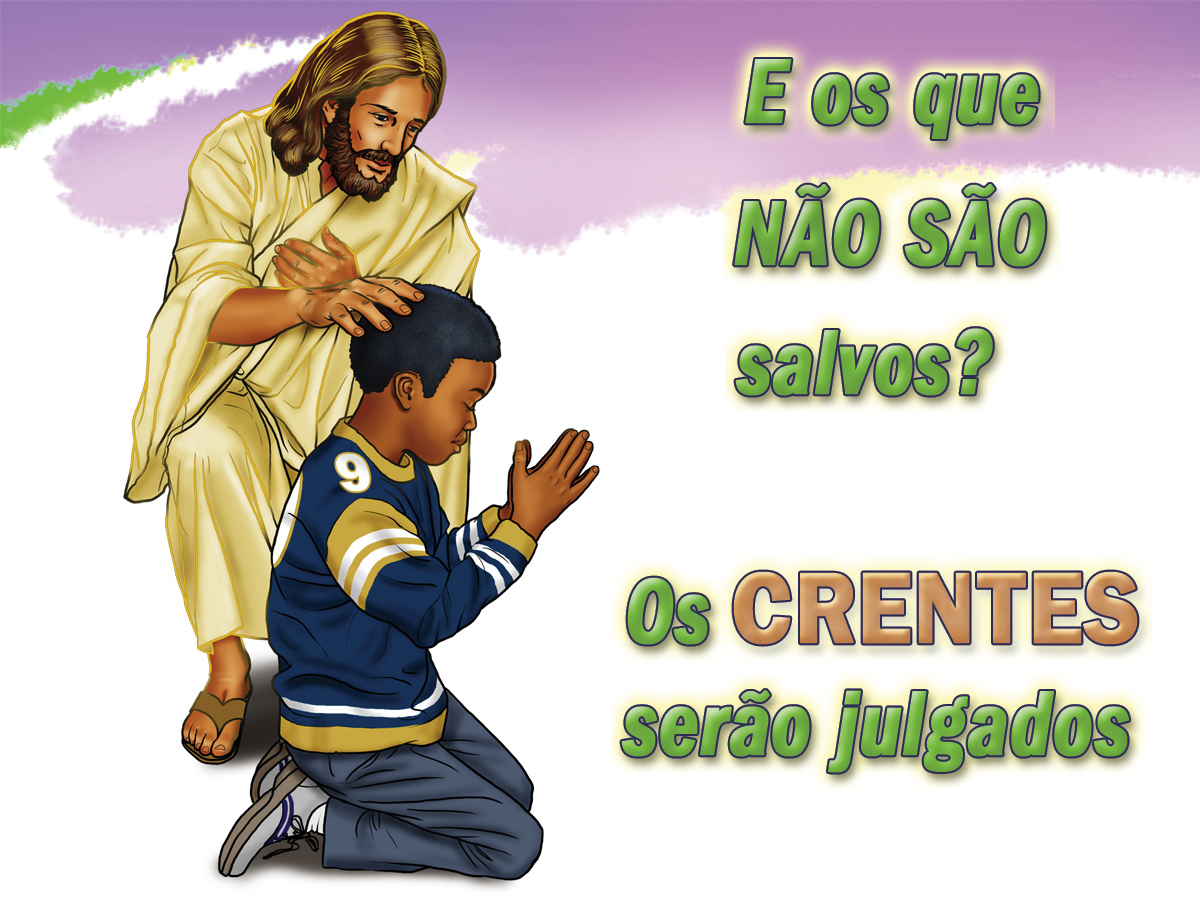 E os que
NÃO SÃO
salvos?
9
Os CRENTES
serão julgados